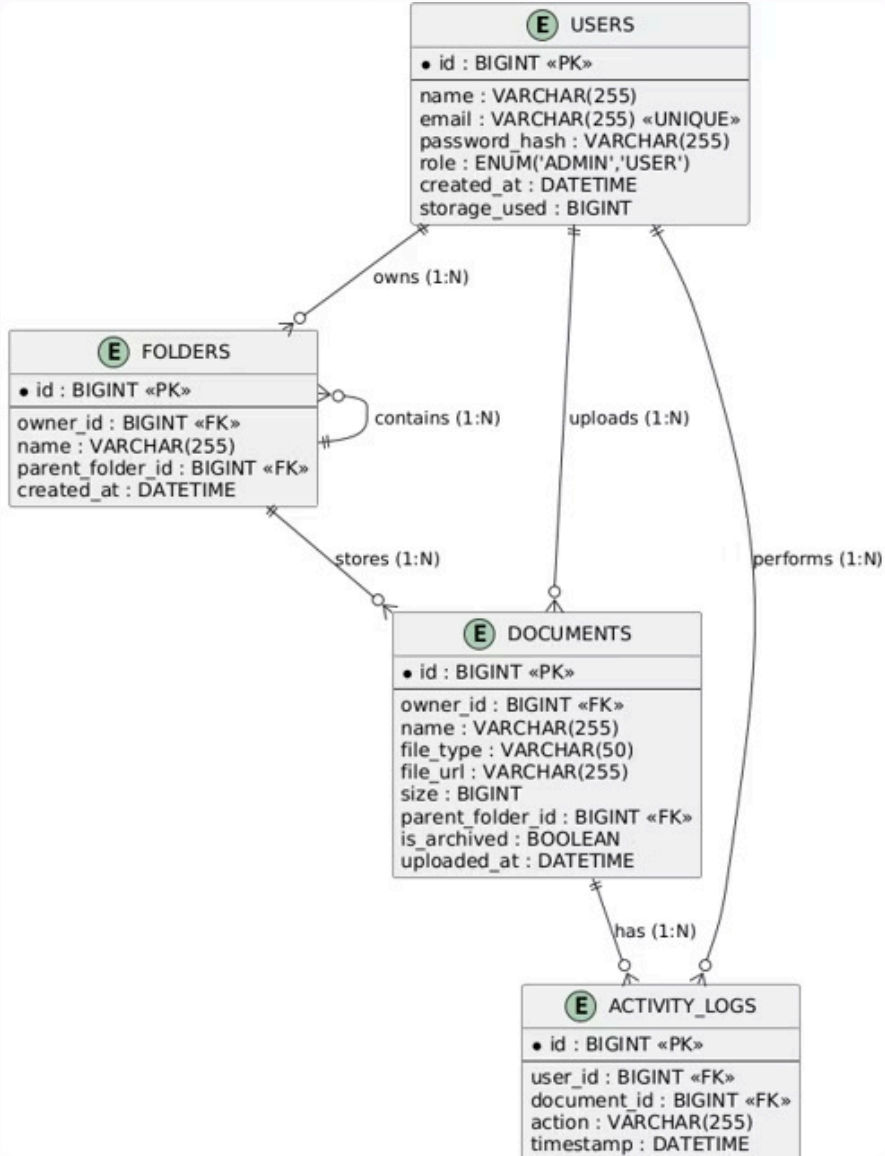 E USERS
• id : BIGINT «PK»
name : VARCHAR(255)
email : VARCHAR(255) «UNIQUE»
password_hash : VARCHAR(255)
role : ENUM('ADMIN','USER')
created_at : DATETIME
storage_used : BIGINT
owns (1:N)
E FOLDERS
• id : BIGINT «PK»
owner_id : BIGINT «FK»
name : VARCHAR(255)
parent_folder_id : BIGINT «FK»
created_at : DATETIME
contains (1:N)
uploads (1:N)
stores (1:N)
performs (1:N)
E DOCUMENTS
• id : BIGINT «PK»
owner_id : BIGINT «FK»
name : VARCHAR(255)
file_type : VARCHAR(50)
file_url : VARCHAR(255)
size : BIGINT
parent_folder_id : BIGINT «FK»
is_archived : BOOLEAN
uploaded_at : DATETIME
has (1:N)
E ACTIVITY_LOGS
• id : BIGINT «PK»
user_id : BIGINT «FK»
document_id : BIGINT «FK»
action : VARCHAR(255)
timestamp : DATETIME